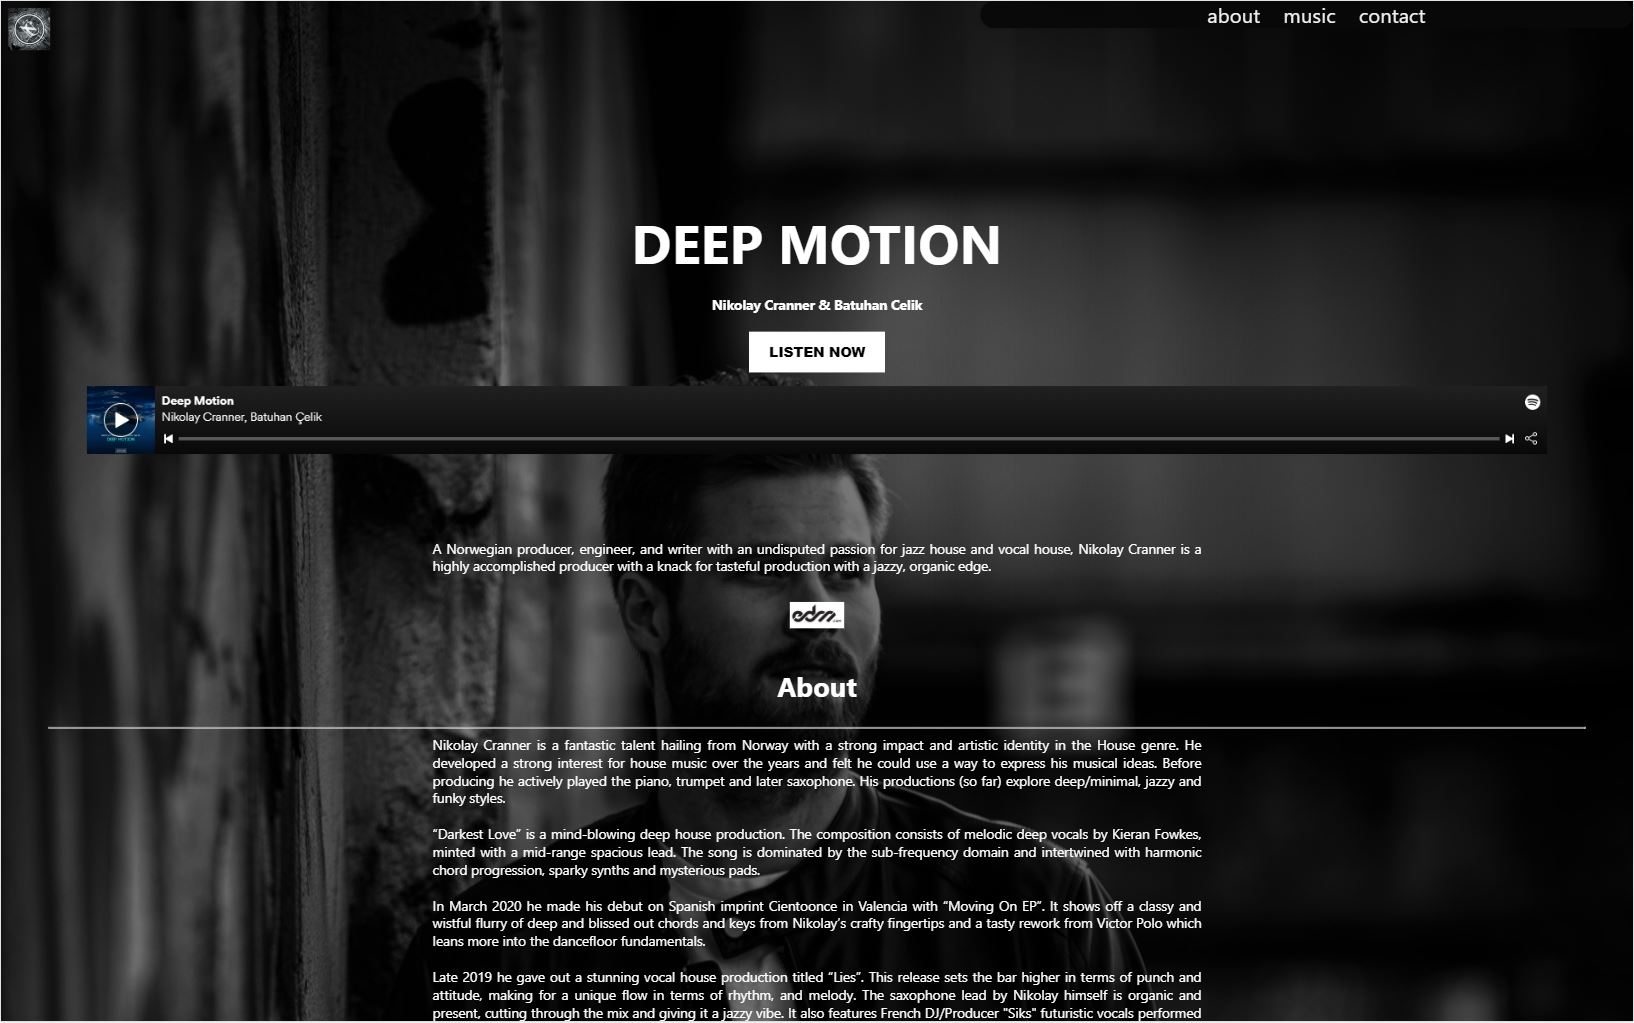 about music contact
DEEP MOTION
Nikolay Cranner & Batuhan Celik
LISTEN NOW
Deep Motion
Nikolay Cranner, Batuhan Çelik
DEEP MOTION
A Norwegian producer, engineer, and writer with an undisputed passion for jazz house and vocal house, Nikolay Cranner is a
highly accomplished producer with a knack for tasteful production with a jazzy, organic edge.
edm.com
About
Nikolay Cranner is a fantastic talent hailing from Norway with a strong impact and artistic identity in the House genre. He
developed a strong interest for house music over the years and felt he could use a way to express his musical ideas. Before
producing he actively played the piano, trumpet and later saxophone. His productions (so far) explore deep/minimal, jazzy and
funky styles.
“Darkest Love” is a mind-blowing deep house production. The composition consists of melodic deep vocals by Kieran Fowkes,
minted with a mid-range spacious lead. The song is dominated by the sub-frequency domain and intertwined with harmonic
chord progression, sparky synths and mysterious pads.
In March 2020 he made his debut on Spanish imprint Cientoonce in Valencia with “Moving On EP”. It shows off a classy and
wistful flurry of deep and blissed out chords and keys from Nikolay’s crafty fingertips and a tasty rework from Victor Polo which
leans more into the dancefloor fundamentals.
Late 2019 he gave out a stunning vocal house production titled “Lies”. This release sets the bar higher in terms of punch and
attitude, making for a unique flow in terms of rhythm, and melody. The saxophone lead by Nikolay himself is organic and
present, cutting through the mix and giving it a jazzy vibe. It also features French DJ/Producer "Siks" futuristic vocals performed